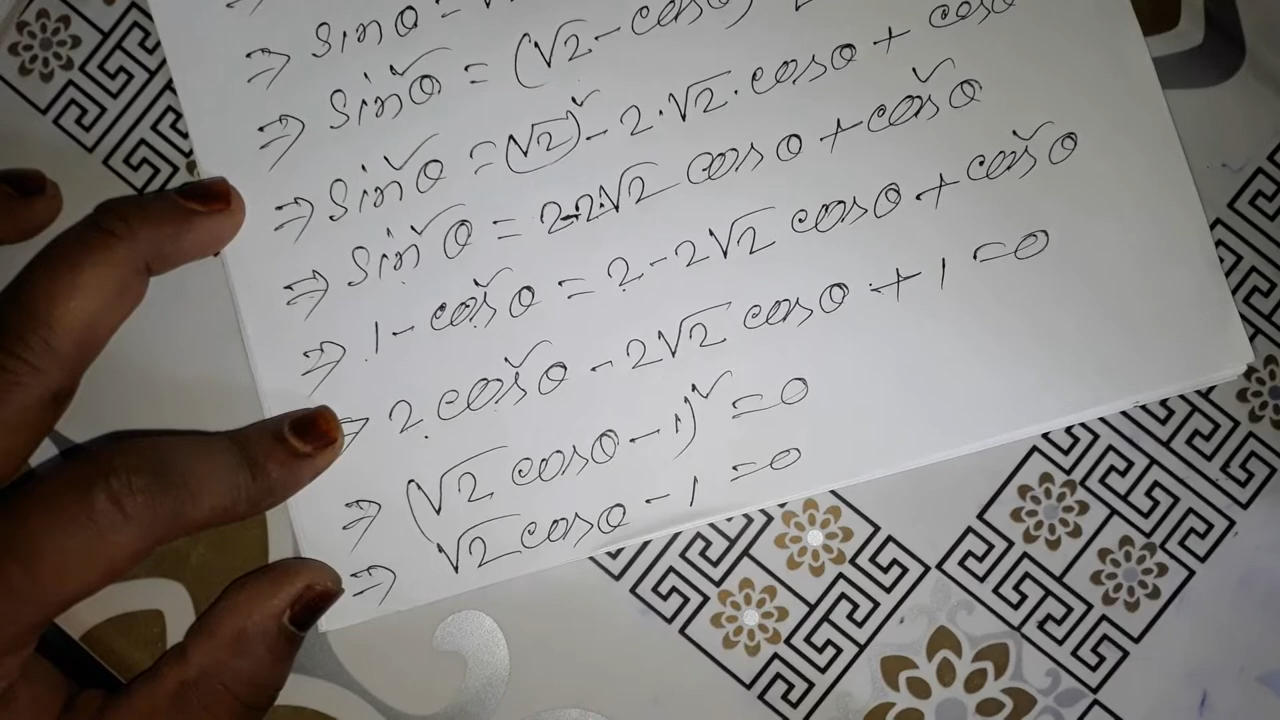 ⇒ sinθ =
⇒ sin²θ = (√2 - cosθ)
⇒ sin²θ = (√2)² - 2.√2.cosθ + cosθ
⇒ sin²θ = 2-2√2 cosθ + cos²θ
⇒ 1 - cos²θ = 2 - 2√2 cosθ + cos²θ
⇒ 2 cos²θ - 2√2 cosθ + 1 = 0
⇒ (√2 cosθ - 1)² = 0
⇒ √2 cosθ - 1 = 0